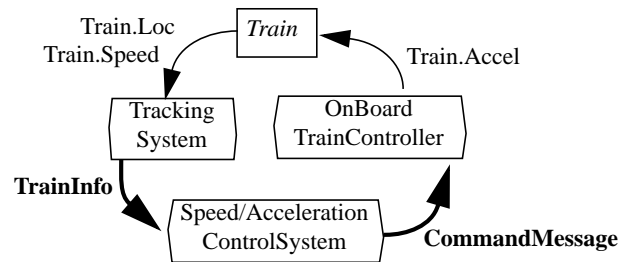 Train.Loc
Train.Speed
Train
Train.Accel
Tracking
System
OnBoard
TrainController
TrainInfo
Speed/Acceleration
ControlSystem
CommandMessage